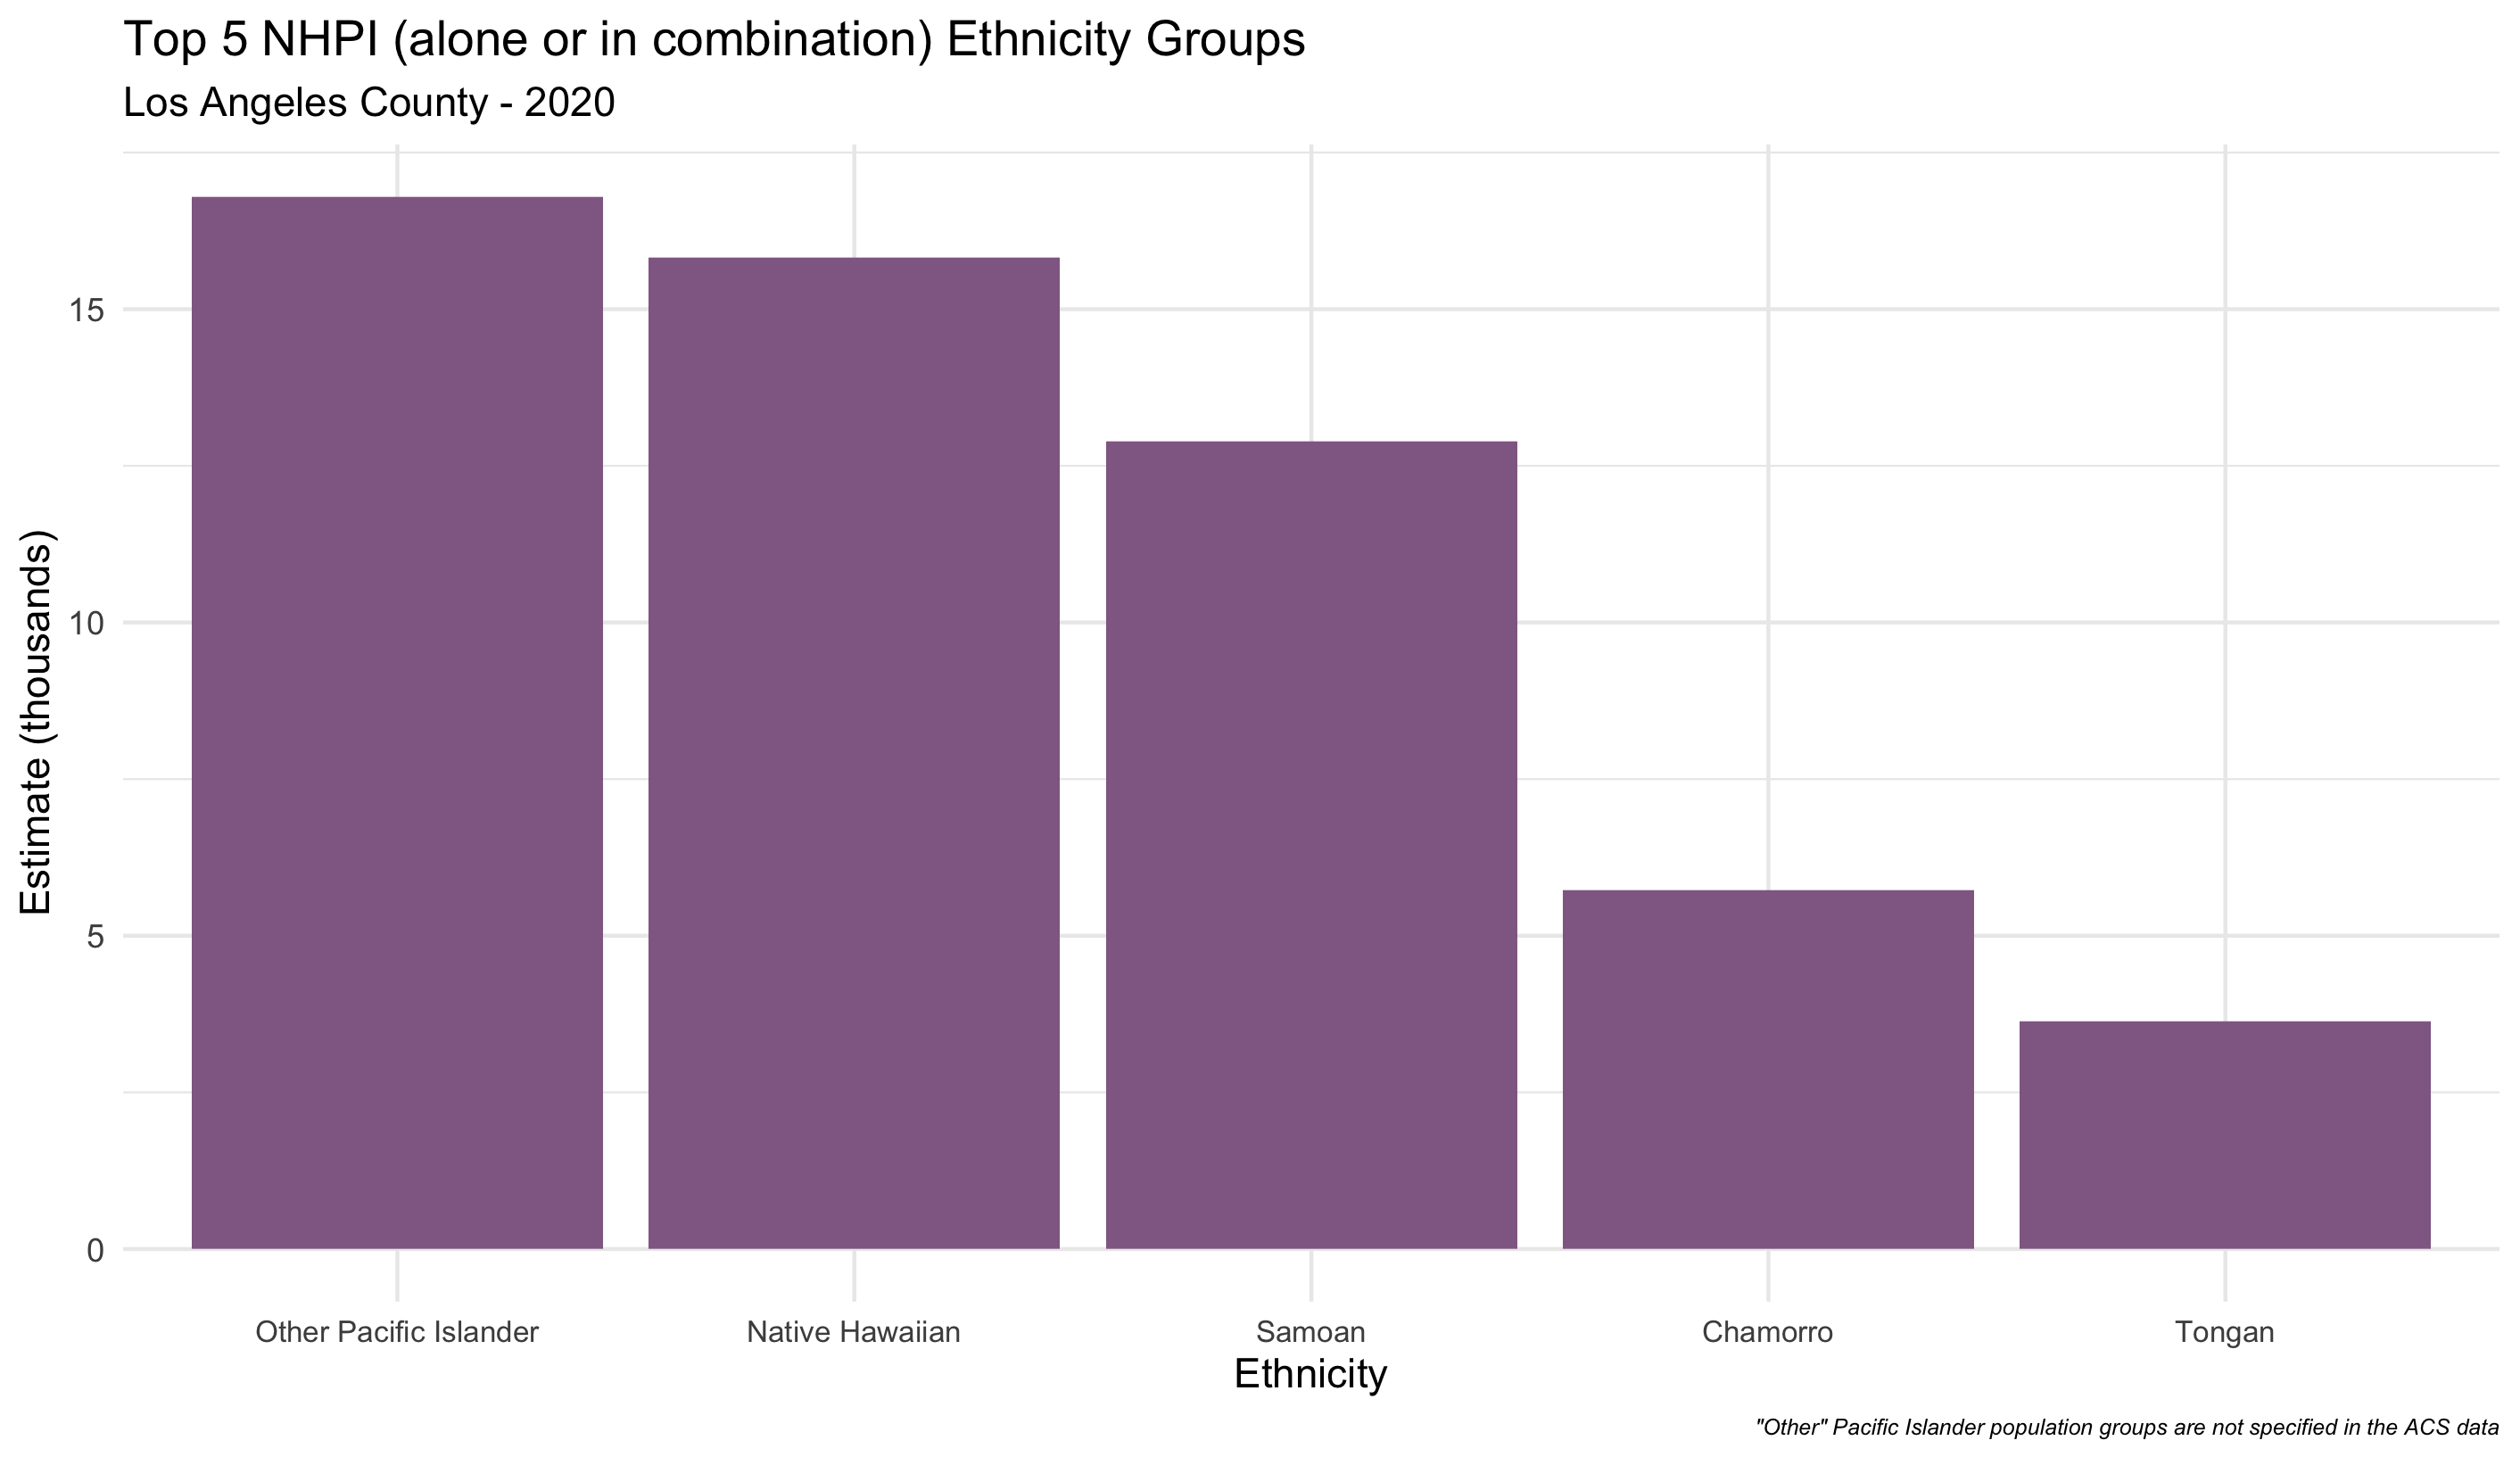 Top 5 NHPI (alone or in combination) Ethnicity Groups
Los Angeles County - 2020
Estimate (thousands)
15
10
5
0
Other Pacific Islander
Native Hawaiian
Samoan
Chamorro
Tongan
Ethnicity
"Other" Pacific Islander population groups are not specified in the ACS data